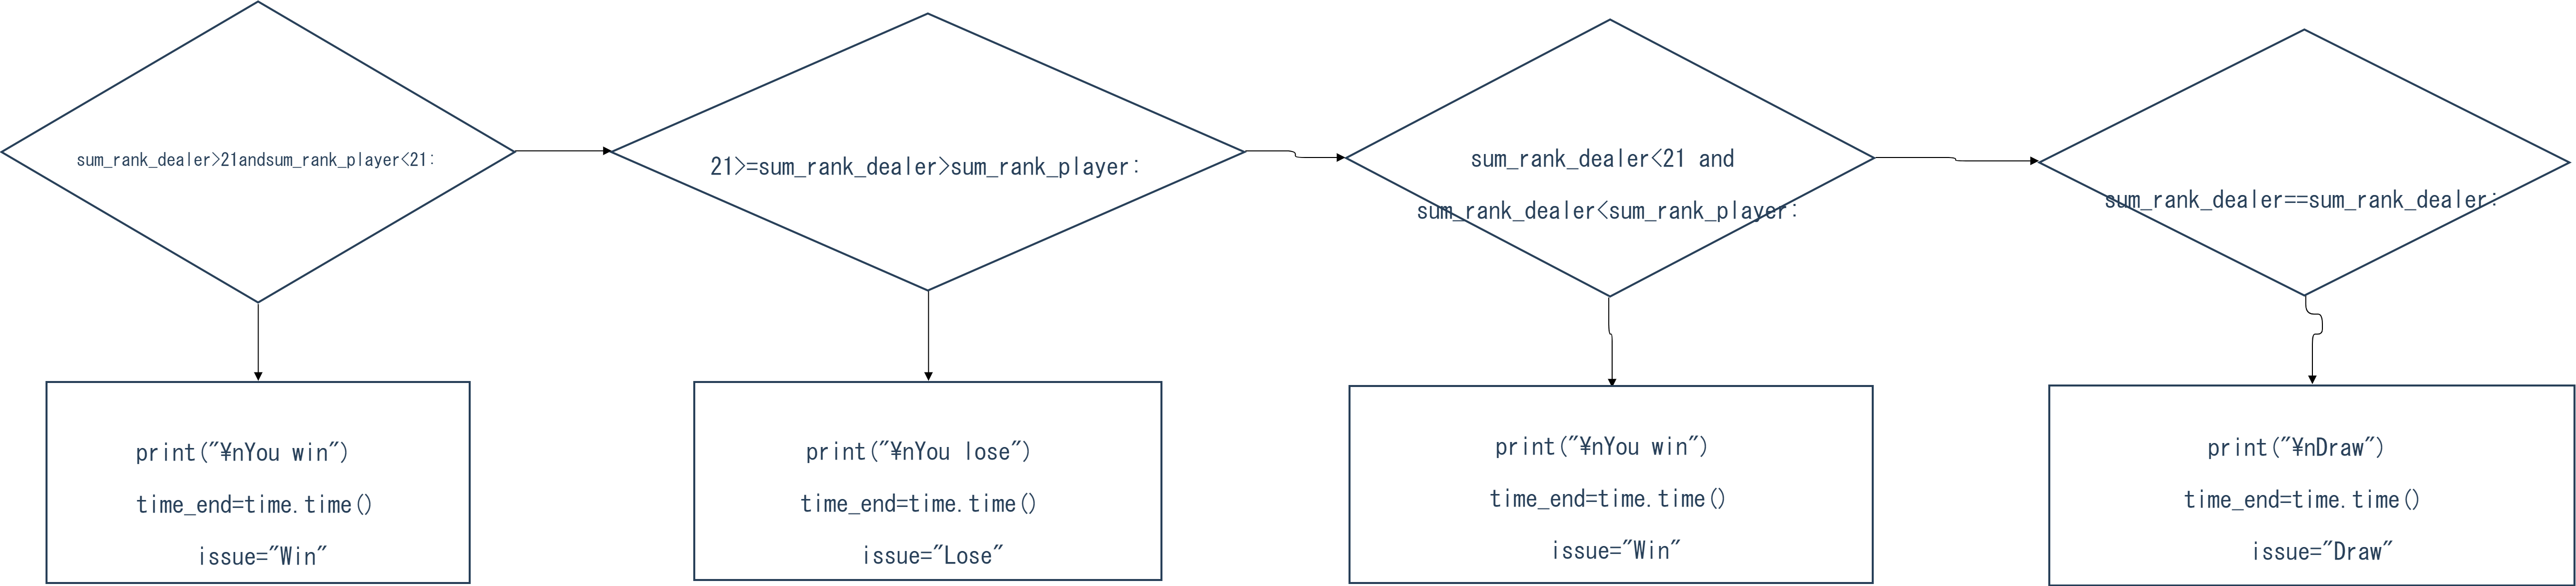 sum_rank_dealer>21andsum_rank_player<21:
21>=sum_rank_dealer>sum_rank_player:
sum_rank_dealer<21 and
sum_rank_dealer<sum_rank_player:
sum_rank_dealer==sum_rank_dealer:
print("¥nYou win")
time_end=time.time()
issue="Win"
print("¥nYou lose")
time_end=time.time()
issue="Lose"
print("¥nYou win")
time_end=time.time()
issue="Win"
print("¥nDraw")
time_end=time.time()
issue="Draw"